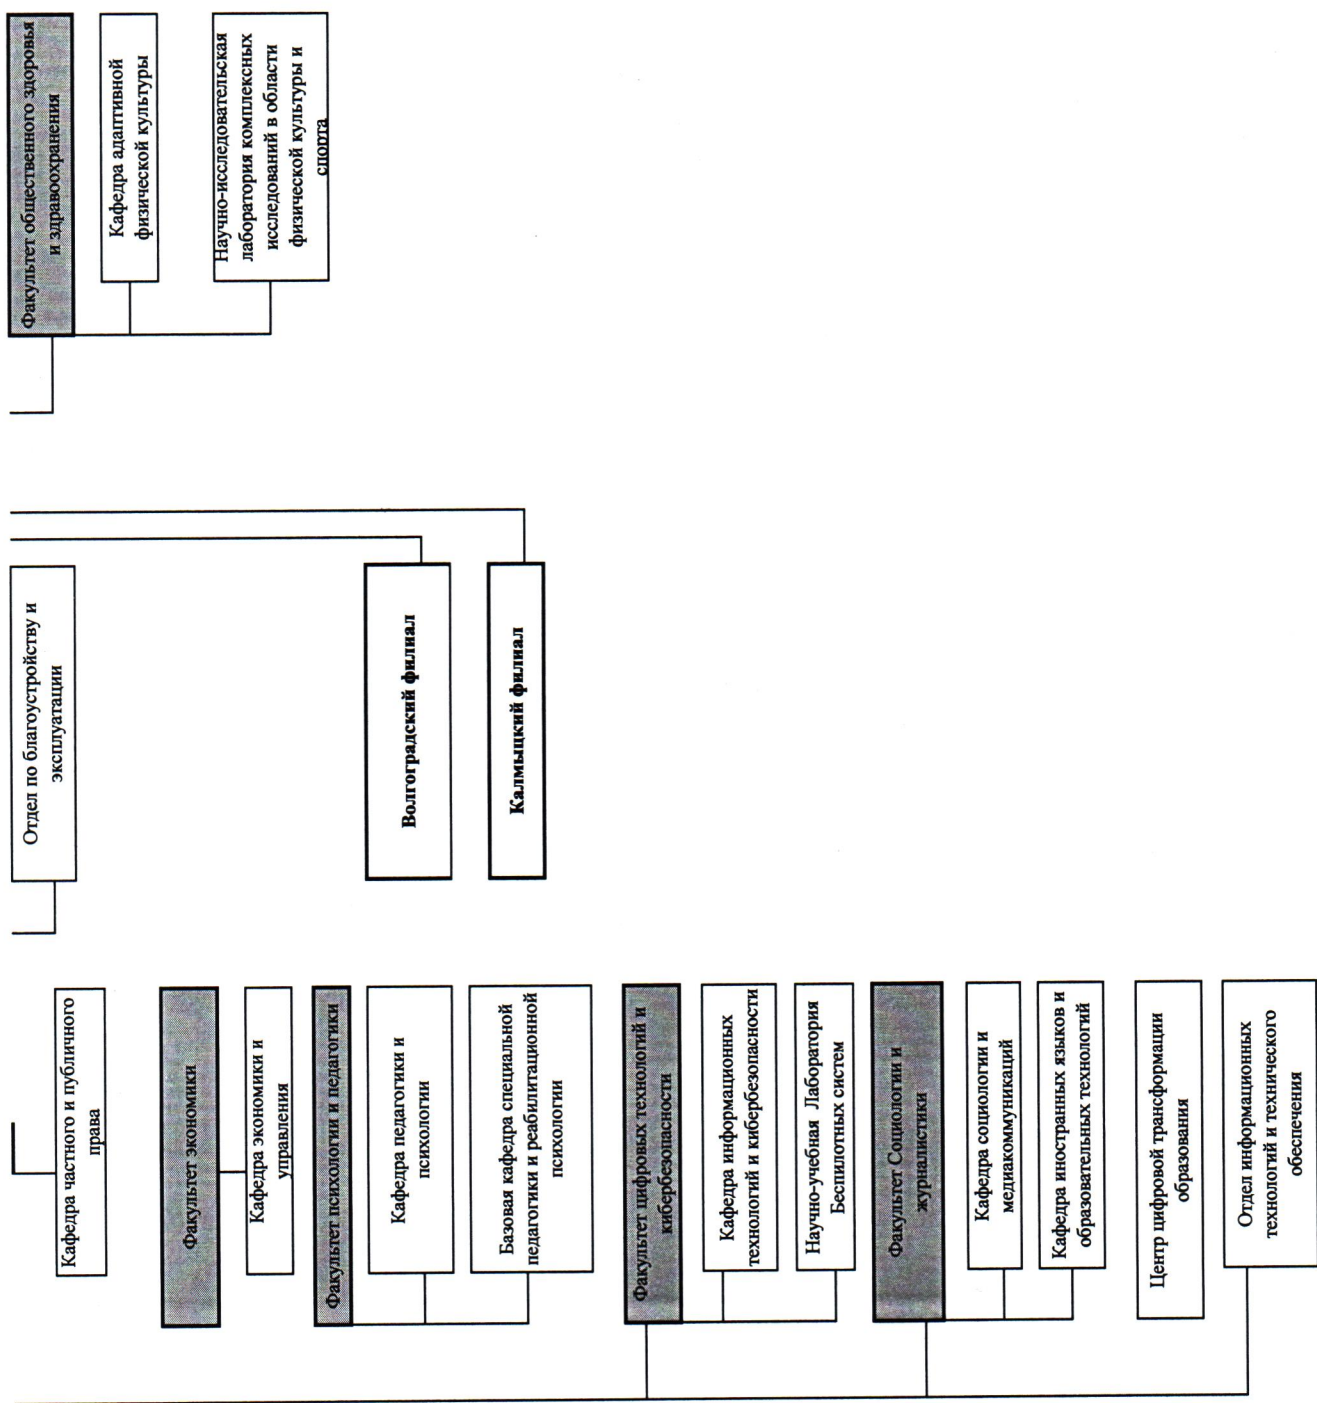 Кафедра частного и публичного
права
Факультет экономики
Кафедра экономики и
управления
Факультет психологии и педагогики
Кафедра педагогики и
психологии
Базовая кафедра специальной
педагогики и реабилитационной
психологии
Факультет цифровых технологий и
кибербезопасности
Кафедра информационных
технологий и кибербезопасности
Научно-учебная Лаборатория
Беспилотных систем
Факультет Социологии и
журналистики
Кафедра социологии и
медиакоммуникаций
Кафедра иностранных языков и
образовательных технологий
Центр цифровой трансформации
образования
Отдел информационных
технологий и технического
обеспечения
Отдел по благоустройству и
эксплуатации
Волгоградский филиал
Калмыцкий филиал
Факультет общественного здоровья
и здравоохранения
Кафедра адаптивной
физической культуры
Научно-исследовательская
лаборатория комплексных
исследований в области
физической культуры и
спорта